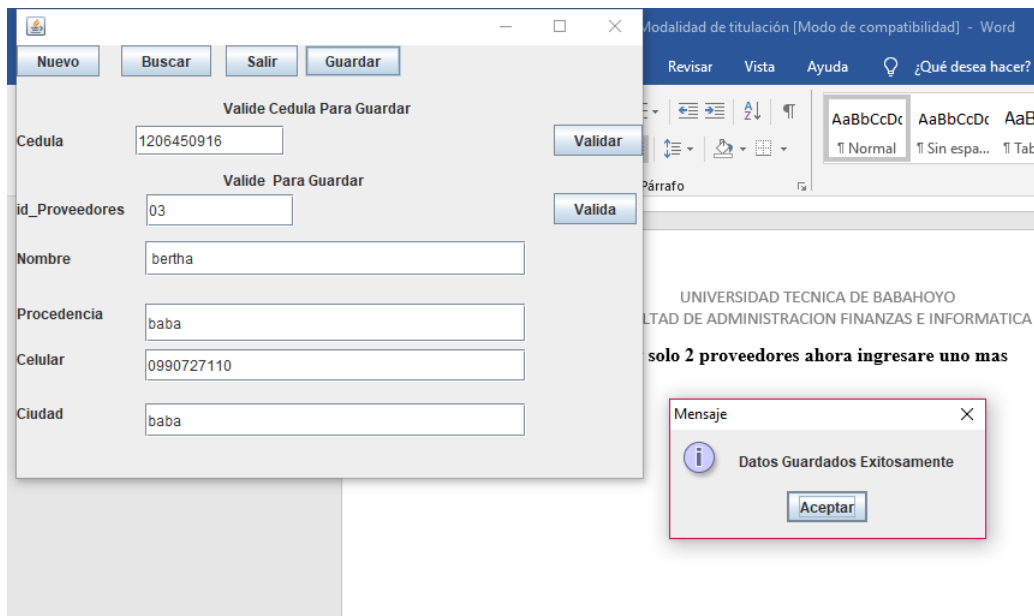 Modalidad de titulación [Modo de compatibilidad] - Word
Nuevo Buscar Salir Guardar
Revisar Vista Ayuda ¿Qué desea hacer?
Valide Cedula Para Guardar
Cedula 1206450916 Validar
AaBbCcDc AaBbCcDc AaB
¶ Normal ¶ Sin espa... ¶ Tab
Párrafo
Valide Para Guardar
id_Proveedores 03 Valida
Nombre bertha
Procedencia baba
Celular 0990727110
Ciudad baba
UNIVERSIDAD TECNICA DE BABAHOYO
LTAD DE ADMINISTRACION FINANZAS E INFORMATICA
solo 2 proveedores ahora ingresare uno mas
Mensaje
Datos Guardados Exitosamente
Aceptar